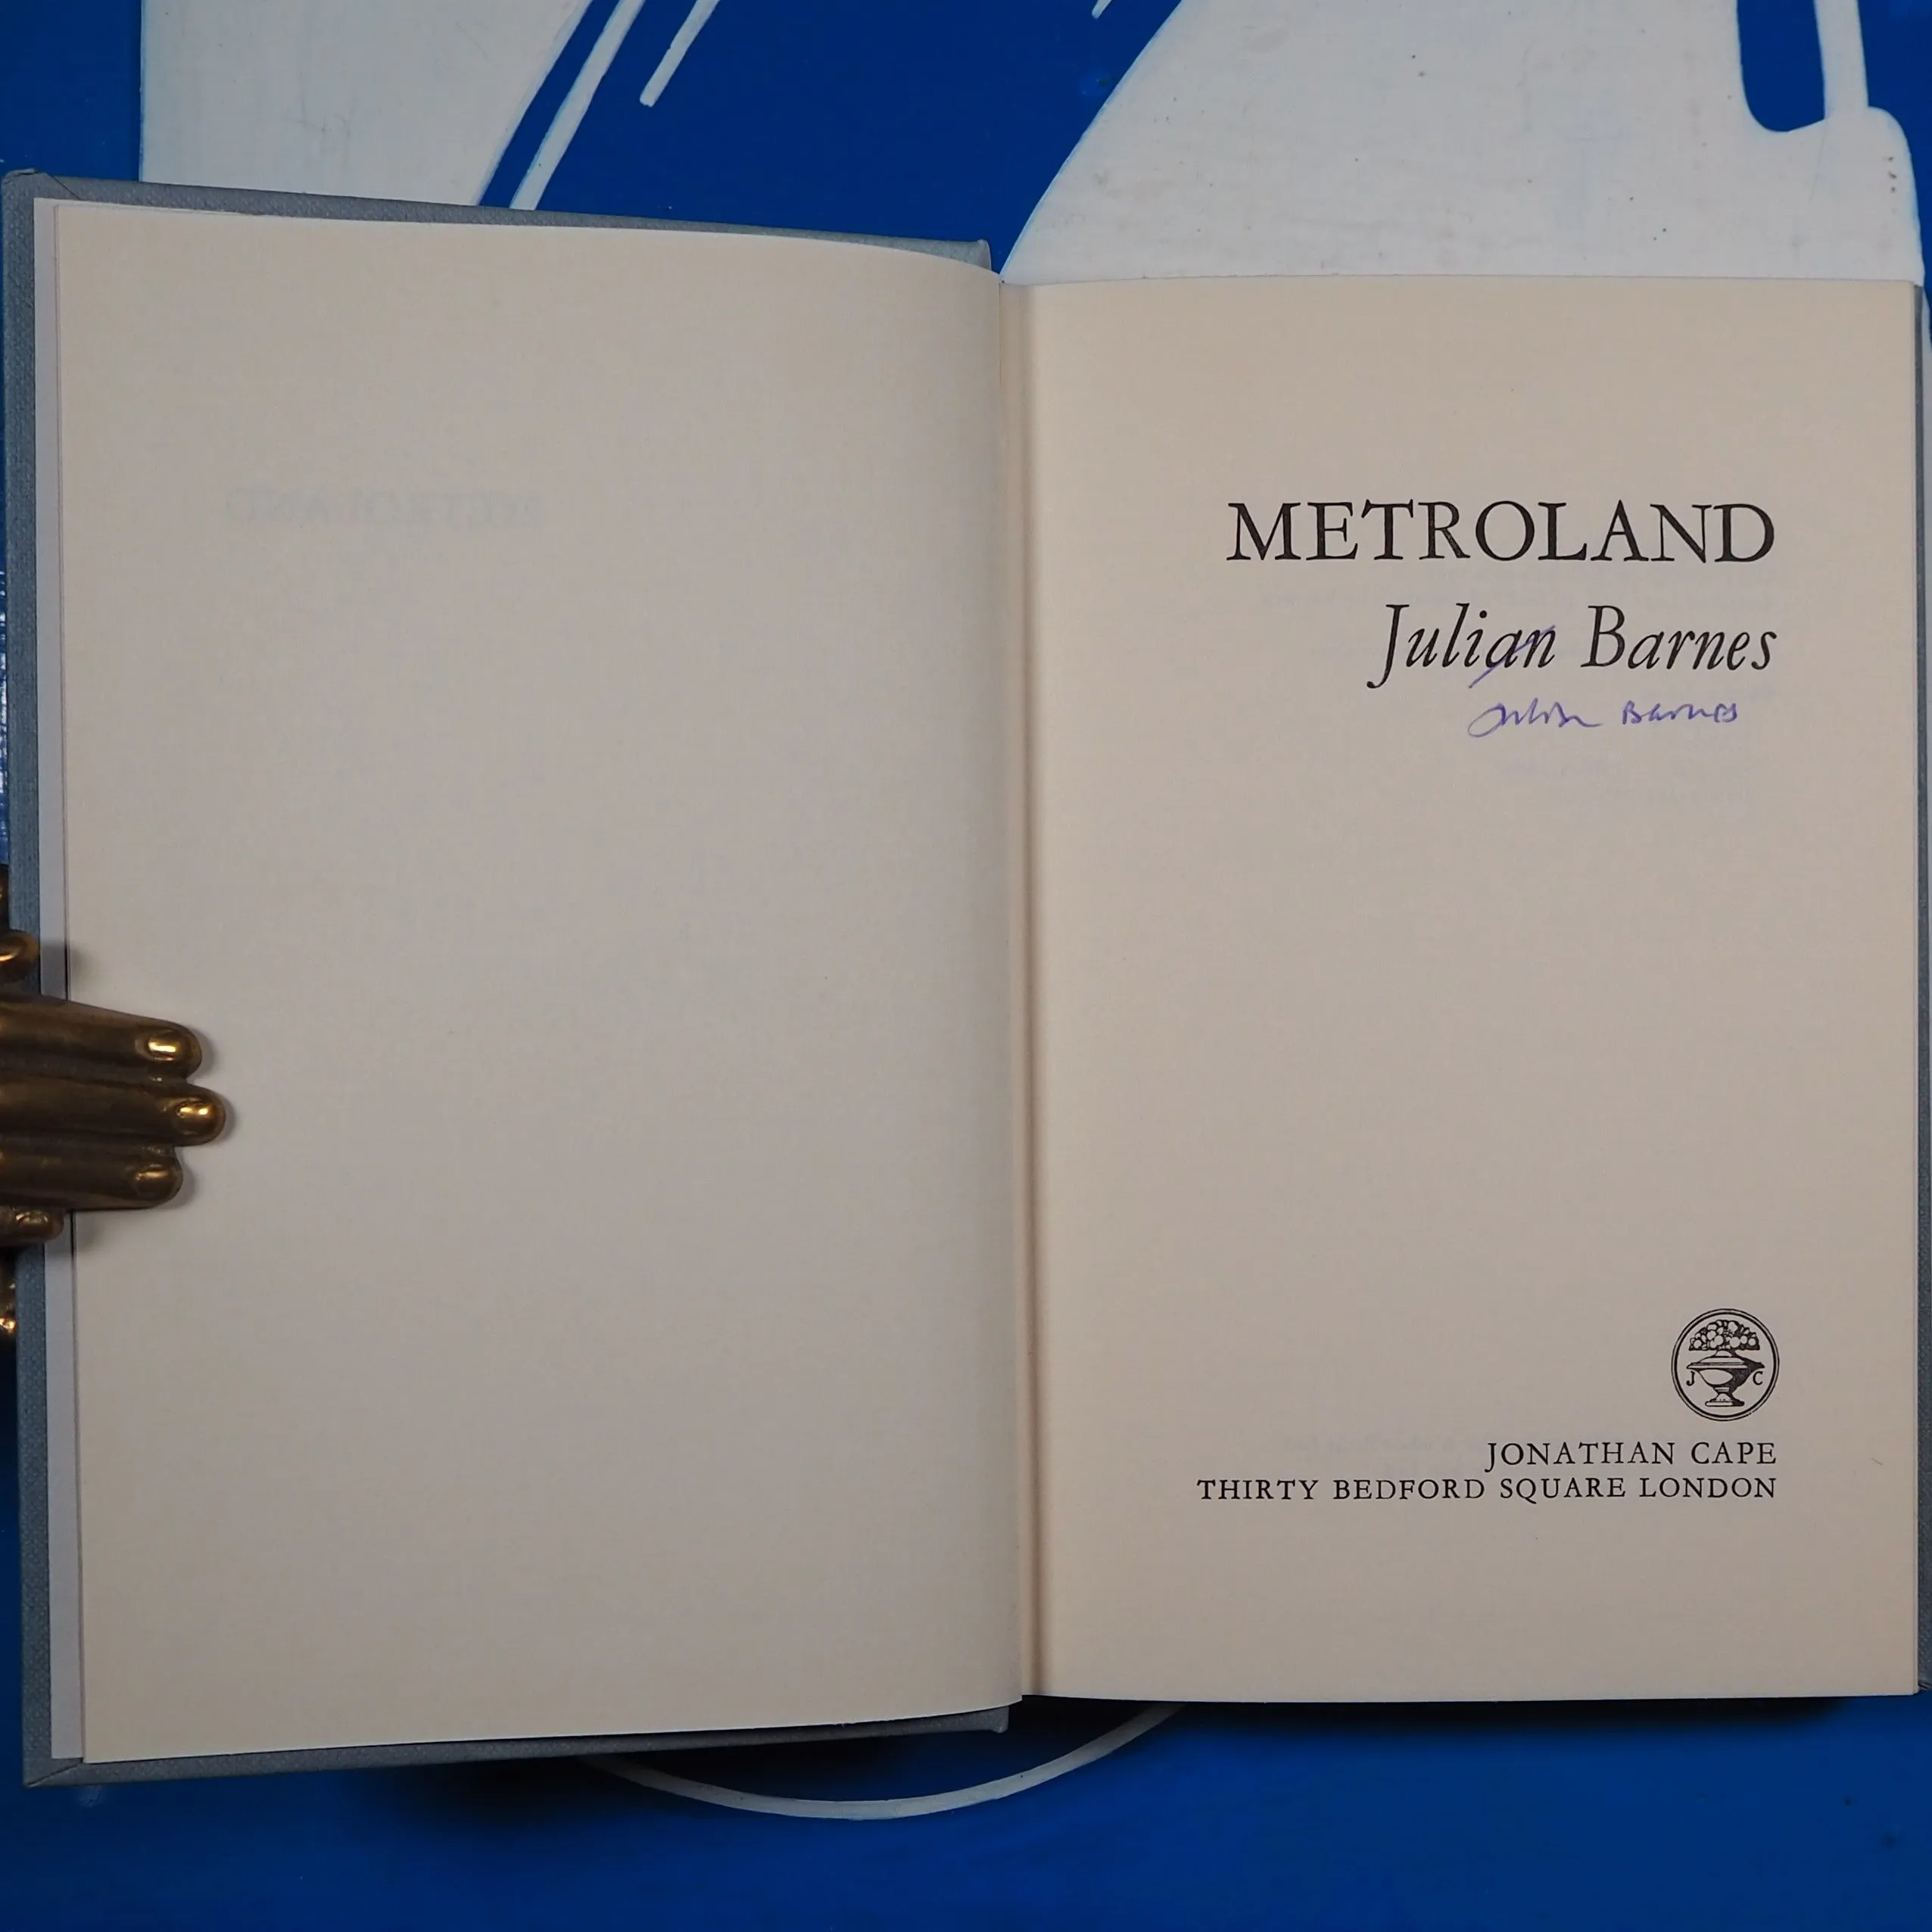 METROLAND
Julian Barnes
Julian Barnes
J C
JONATHAN CAPE
THIRTY BEDFORD SQUARE LONDON